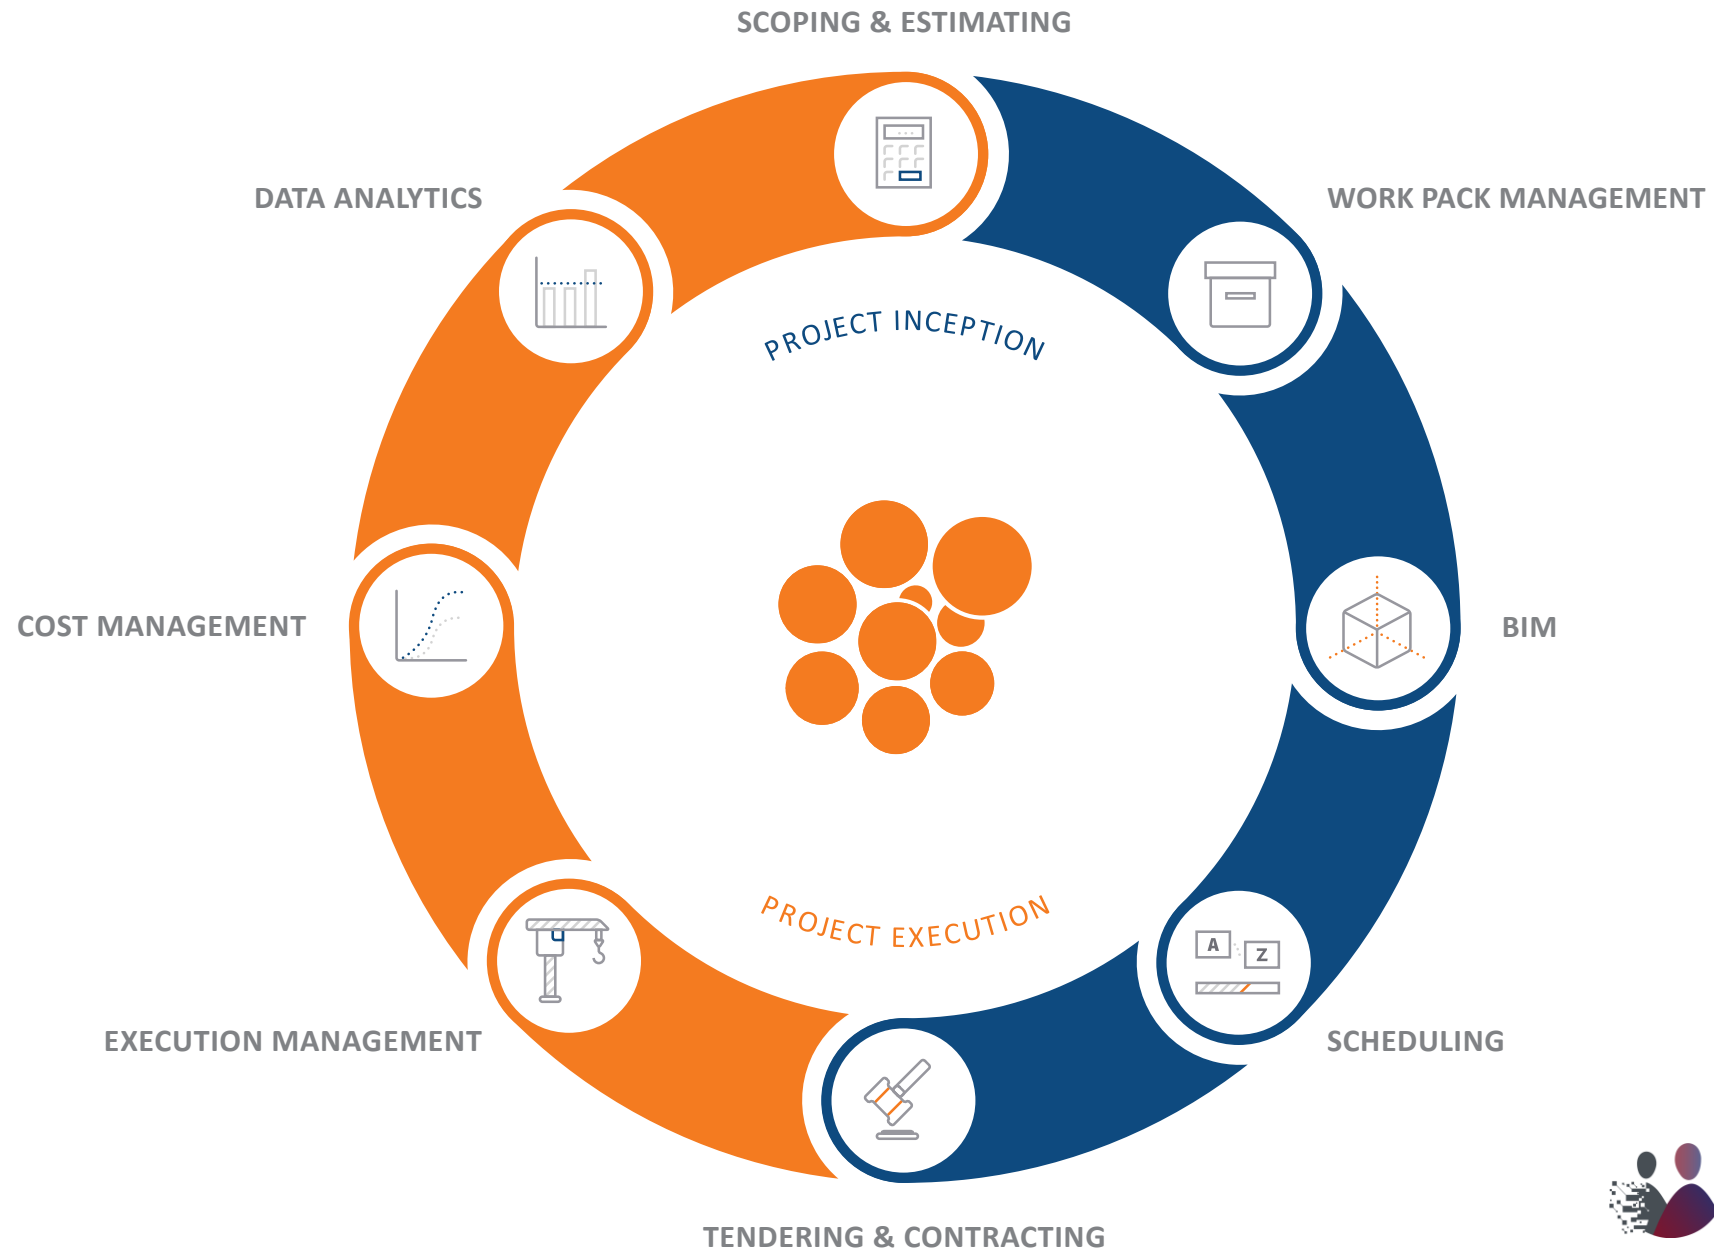 SCOPING & ESTIMATING
DATA ANALYTICS
WORK PACK MANAGEMENT
PROJECT INCEPTION
COST MANAGEMENT
BIM
PROJECT EXECUTION
A
Z
EXECUTION MANAGEMENT
SCHEDULING
TENDERING & CONTRACTING